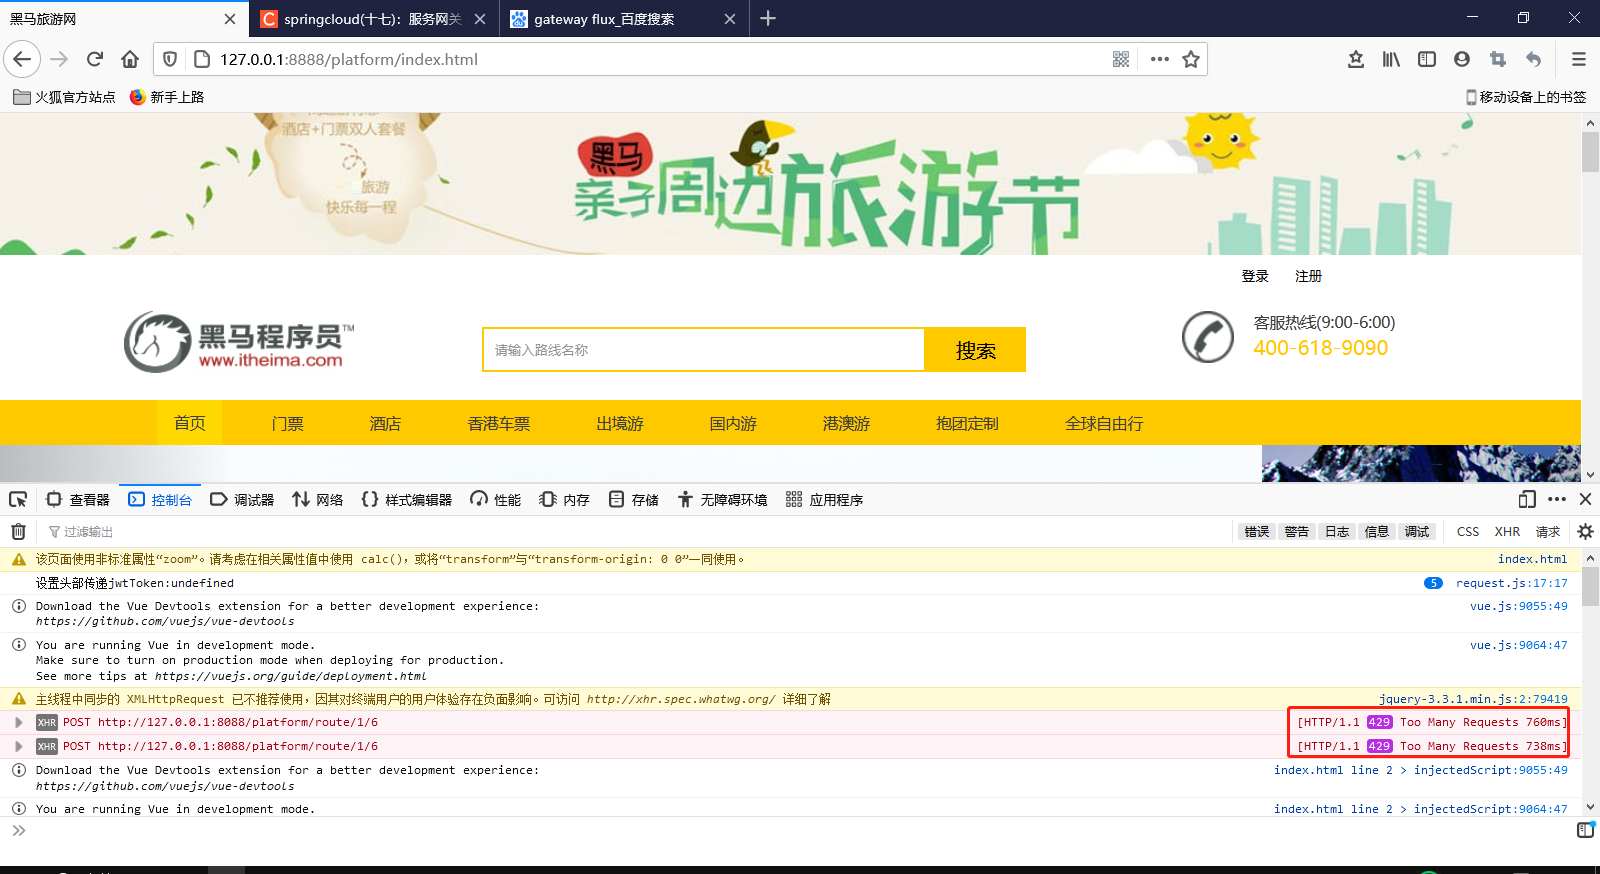 黑马旅游网
springcloud(十七)：服务网关
gateway flux_百度搜索
127.0.0.1:8888/platform/index.html
火狐官方站点
新手上路
移动设备上的书签
酒店+门票双人套餐
旅游
快乐每一程
黑马
亲子周边旅游节
登录
注册
黑马程序员™
www.itheima.com
请输入路线名称
搜索
客服热线(9:00-6:00)
400-618-9090
首页
门票
酒店
香港车票
出境游
国内游
港澳游
抱团定制
全球自由行
查看器
控制台
调试器
网络
样式编辑器
性能
内存
存储
无障碍环境
应用程序
过滤输出
错误
警告
日志
信息
调试
CSS
XHR
请求
该页面使用非标准属性“zoom”。请考虑在相关属性值中使用 calc()，或将“transform”与“transform-origin: 0 0”一同使用。 index.html
设置头部传递jwtToken:undefined 5 request.js:17:17
Download the Vue Devtools extension for a better development experience: vue.js:9055:49
https://github.com/vuejs/vue-devtools
You are running Vue in development mode. vue.js:9064:47
Make sure to turn on production mode when deploying for production.
See more tips at https://vuejs.org/guide/deployment.html
主线程中同步的 XMLHttpRequest 已不推荐使用，因其对终端用户的用户体验存在负面影响。可访问 http://xhr.spec.whatwg.org/ 详细了解 jquery-3.3.1.min.js:2:79419
XHR POST http://127.0.0.1:8088/platform/route/1/6 [HTTP/1.1 429 Too Many Requests 760ms]
XHR POST http://127.0.0.1:8088/platform/route/1/6 [HTTP/1.1 429 Too Many Requests 738ms]
Download the Vue Devtools extension for a better development experience: index.html line 2 > injectedScript:9055:49
https://github.com/vuejs/vue-devtools
You are running Vue in development mode. index.html line 2 > injectedScript:9064:47